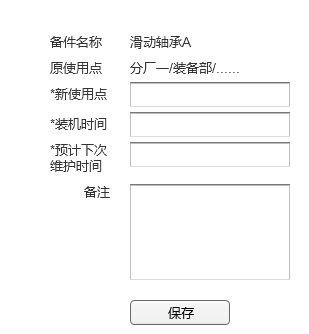 备件名称 滑动轴承A
原使用点 分厂一/装备部/……
*新使用点
*装机时间
*预计下次
维护时间
备注
保存